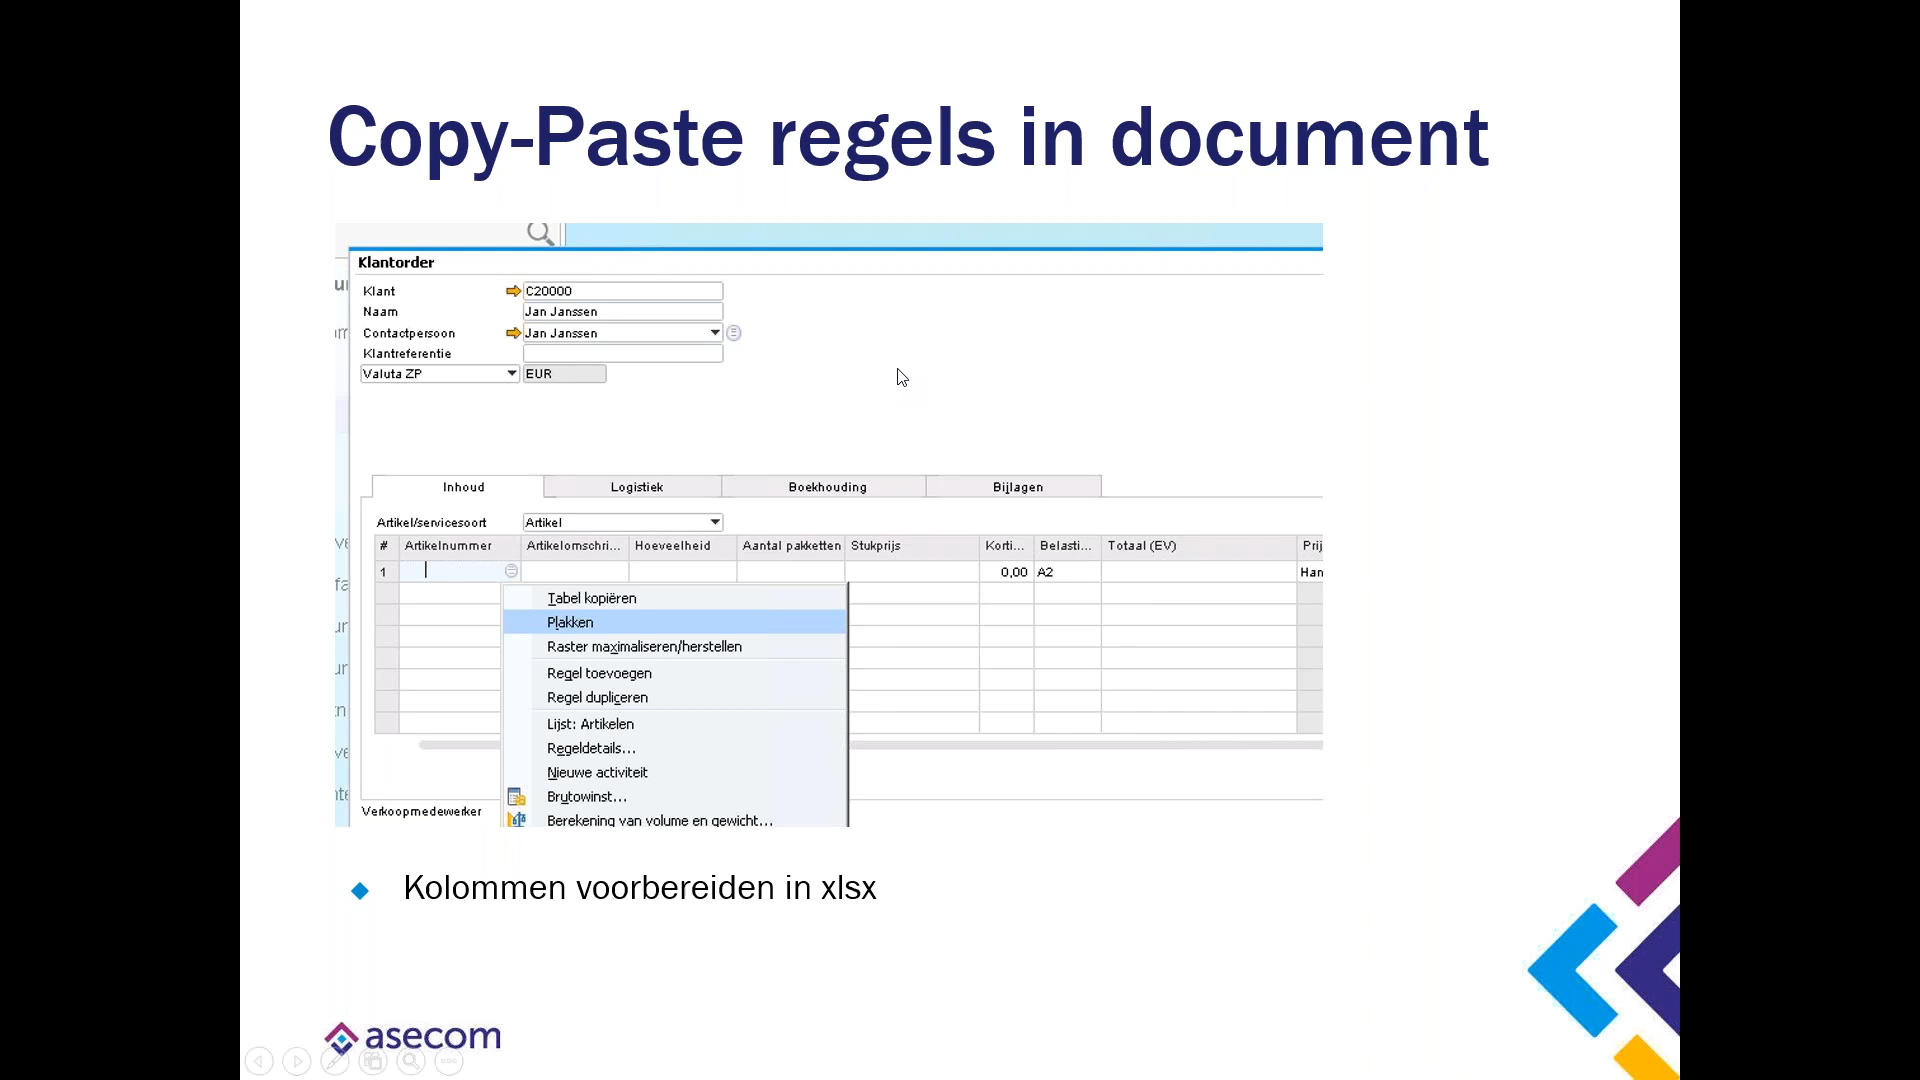 Copy-Paste regels in document
Klantorder
Klant C20000
Naam Jan Janssen
Contactpersoon Jan Janssen
Klantreferentie
Valuta ZP EUR
Inhoud Logistiek Boekhouding Bijlagen
Artikel/servicesoort Artikel
# Artikelnummer Artikelomschri... Hoeveelheid Aantal pakketten Stukprijs Korti... Belasti... Totaal (EV) Prij
1 0,00 A2 Han
Tabel kopiëren
Plakken
Raster maximaliseren/herstellen
Regel toevoegen
Regel dupliceren
Lijst: Artikelen
Regeldetails...
Nieuwe activiteit
Brutowinst...
Verkoopmedewerker
Berekening van volume en gewicht...
Kolommen voorbereiden in xlsx
asecom